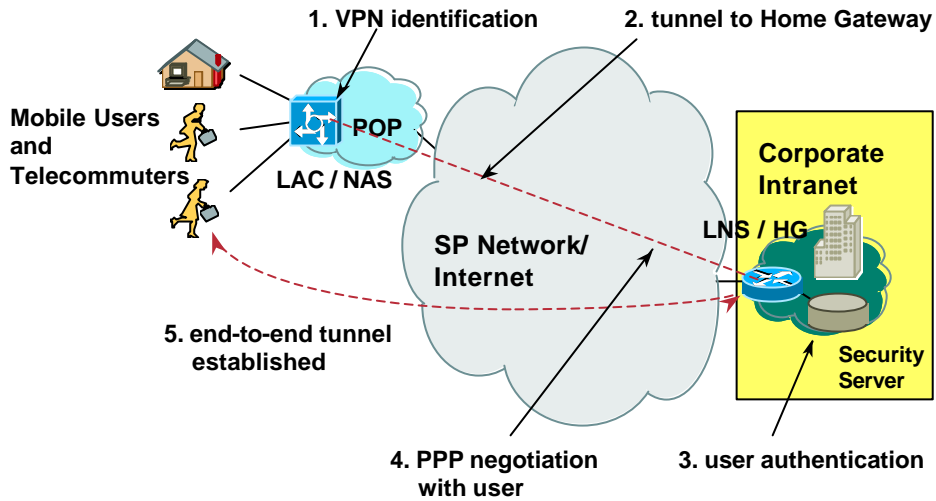 1. VPN identification
2. tunnel to Home Gateway
Mobile Users
and
Telecommuters
POP
LAC / NAS
Corporate
Intranet
LNS / HG
SP Network/
Internet
5. end-to-end tunnel
established
Security
Server
4. PPP negotiation
with user
3. user authentication